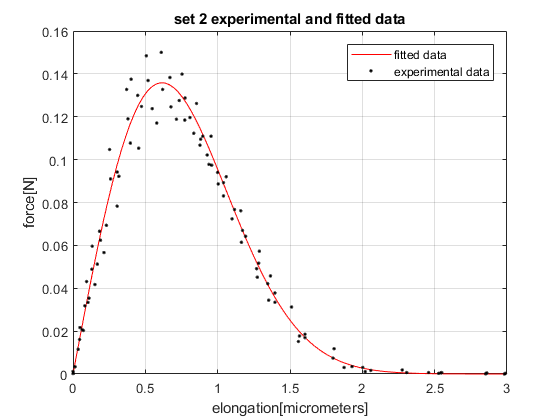 set 2 experimental and fitted data
fitted data
experimental data
force[N]
0.16
0.14
0.12
0.1
0.08
0.06
0.04
0.02
0
0 0.5 1 1.5 2 2.5 3
elongation[micrometers]